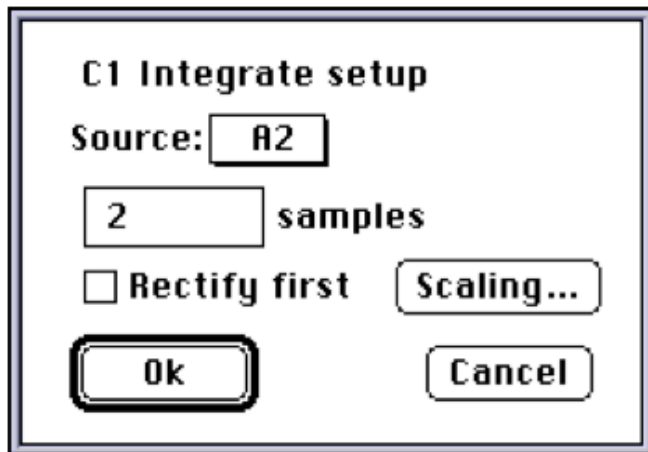 C1 Integrate setup
Source: A2
2 samples
Rectify first Scaling...
Ok Cancel